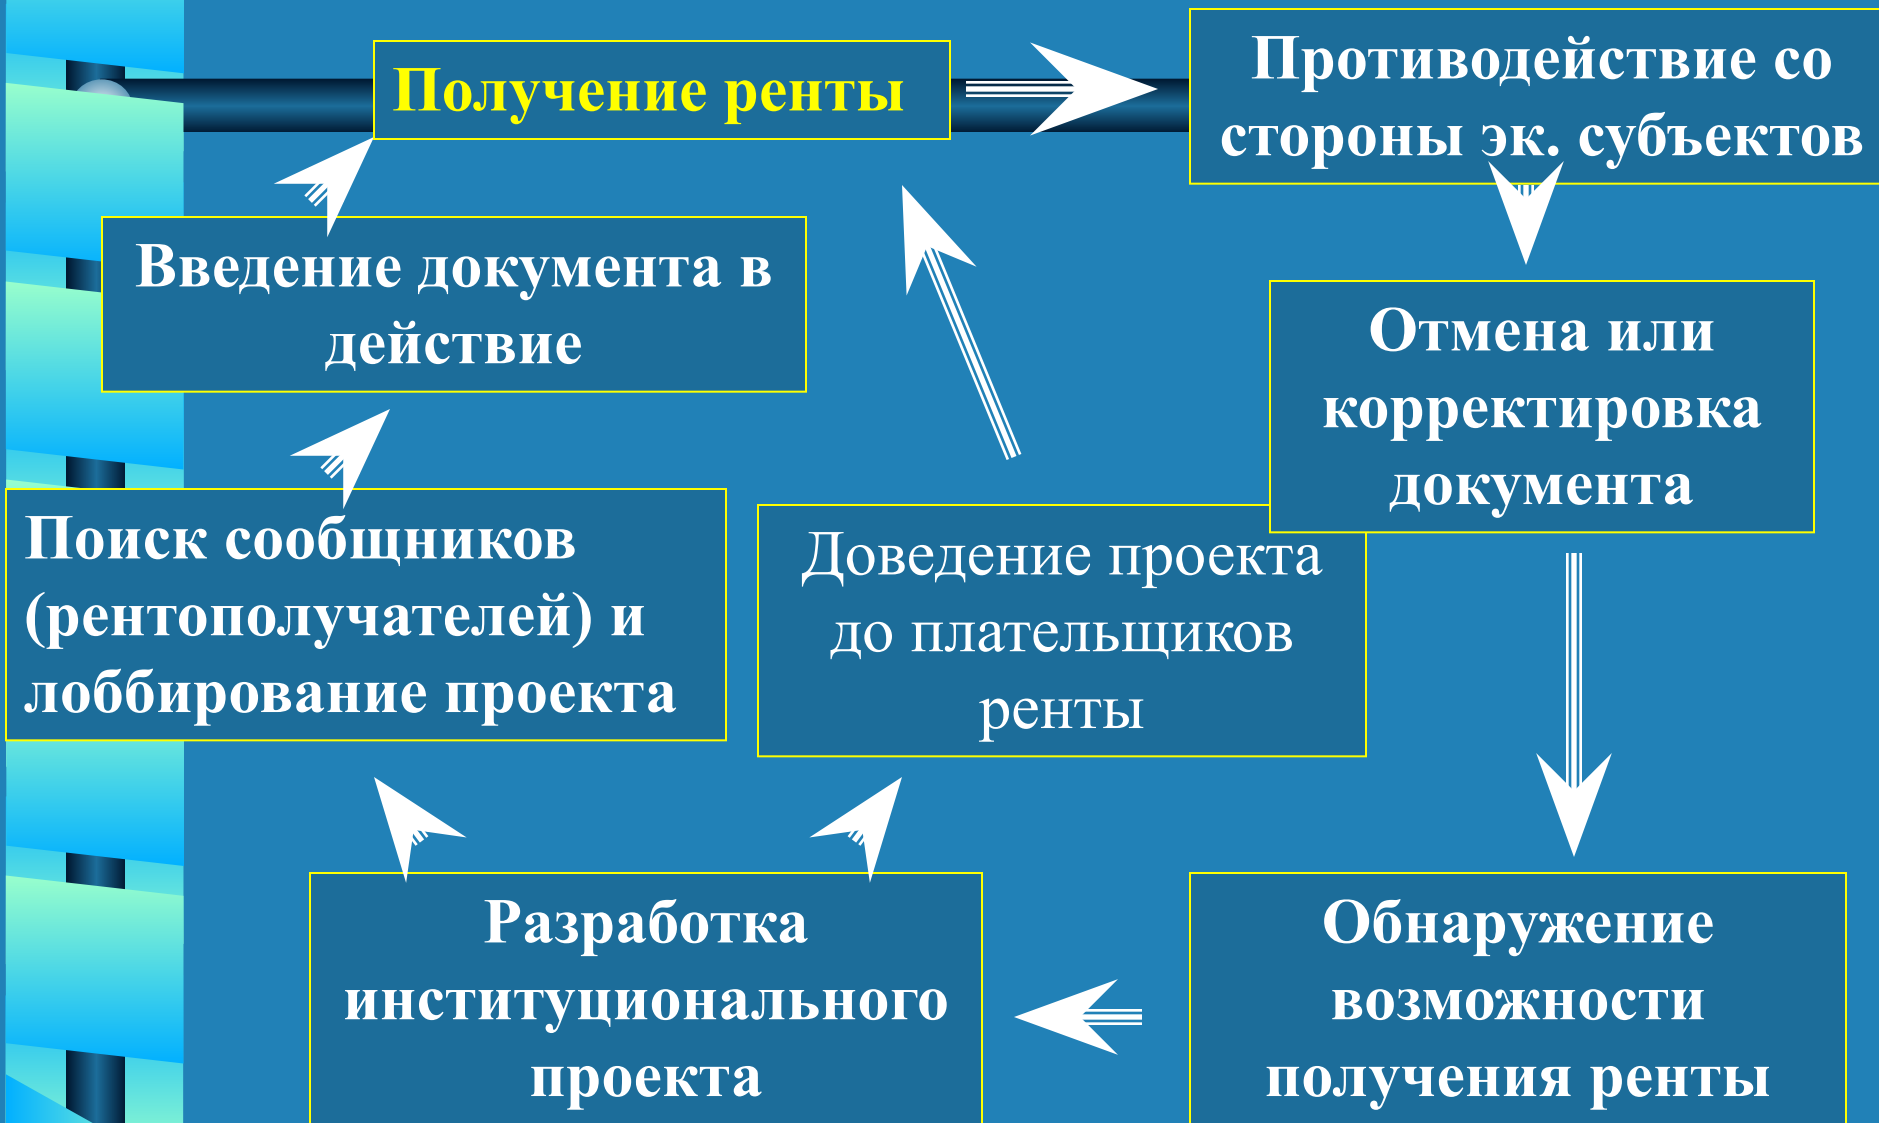 Получение ренты
Противодействие со
стороны эк. субъектов
Введение документа в
действие
Отмена или
корректировка
документа
Поиск сообщников
(рентополучателей) и
лоббирование проекта
Доведение проекта
до плательщиков
ренты
Разработка
институционального
проекта
Обнаружение
возможности
получения ренты